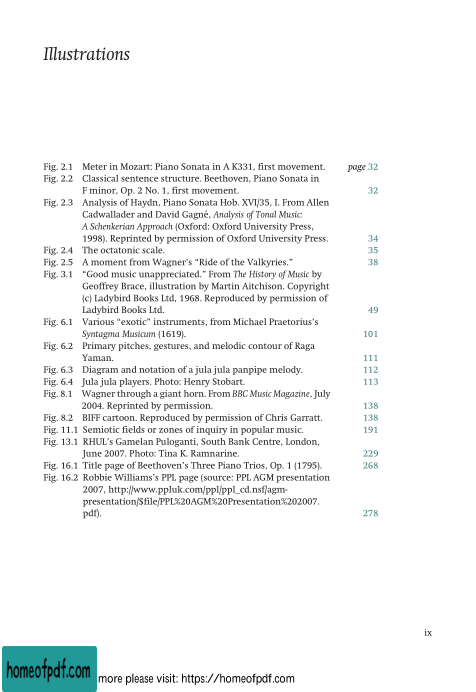 Illustrations
Fig. 2.1 Meter in Mozart: Piano Sonata in A K331, first movement. page 32
Fig. 2.2 Classical sentence structure. Beethoven, Piano Sonata in
F minor, Op. 2 No. 1, first movement. 32
Fig. 2.3 Analysis of Haydn, Piano Sonata Hob. XVI/35, I. From Allen
Cadwallader and David Gagné, Analysis of Tonal Music:
A Schenkerian Approach (Oxford: Oxford University Press,
1998). Reprinted by permission of Oxford University Press. 34
Fig. 2.4 The octatonic scale. 35
Fig. 2.5 A moment from Wagner's “Ride of the Valkyries.” 38
Fig. 3.1 “Good music unappreciated.” From The History of Music by
Geoffrey Brace, illustration by Martin Aitchison. Copyright
(c) Ladybird Books Ltd, 1968. Reproduced by permission of
Ladybird Books Ltd. 49
Fig. 6.1 Various “exotic” instruments, from Michael Praetorius's
Syntagma Musicum (1619). 101
Fig. 6.2 Primary pitches, gestures, and melodic contour of Raga
Yaman. 111
Fig. 6.3 Diagram and notation of a jula jula panpipe melody. 112
Fig. 6.4 Jula jula players. Photo: Henry Stobart. 113
Fig. 8.1 Wagner through a giant horn. From BBC Music Magazine, July
2004. Reprinted by permission. 138
Fig. 8.2 BIFF cartoon. Reproduced by permission of Chris Garratt. 138
Fig. 11.1 Semiotic fields or zones of inquiry in popular music. 191
Fig. 13.1 RHUL's Gamelan Puloganti, South Bank Centre, London,
June 2007. Photo: Tina K. Ramnarine. 229
Fig. 16.1 Title page of Beethoven's Three Piano Trios, Op. 1 (1795). 268
Fig. 16.2 Robbie Williams's PPL page (source: PPL AGM presentation
2007, http://www.ppluk.com/ppl/ppl_cd.nsf/agm-
presentation/$file/PPL%20AGM%20Presentation%202007.
pdf). 278
ix
homeofpdf.com more please visit: https://homeofpdf.com